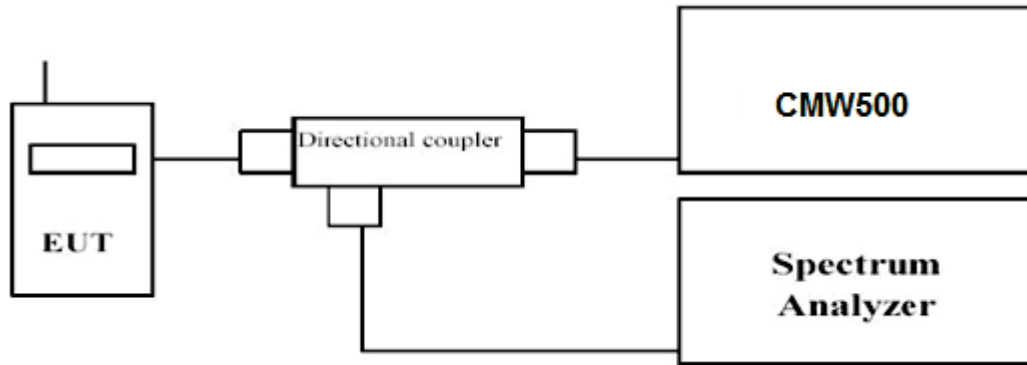 CMW500
Directional coupler
EUT
Spectrum
Analyzer